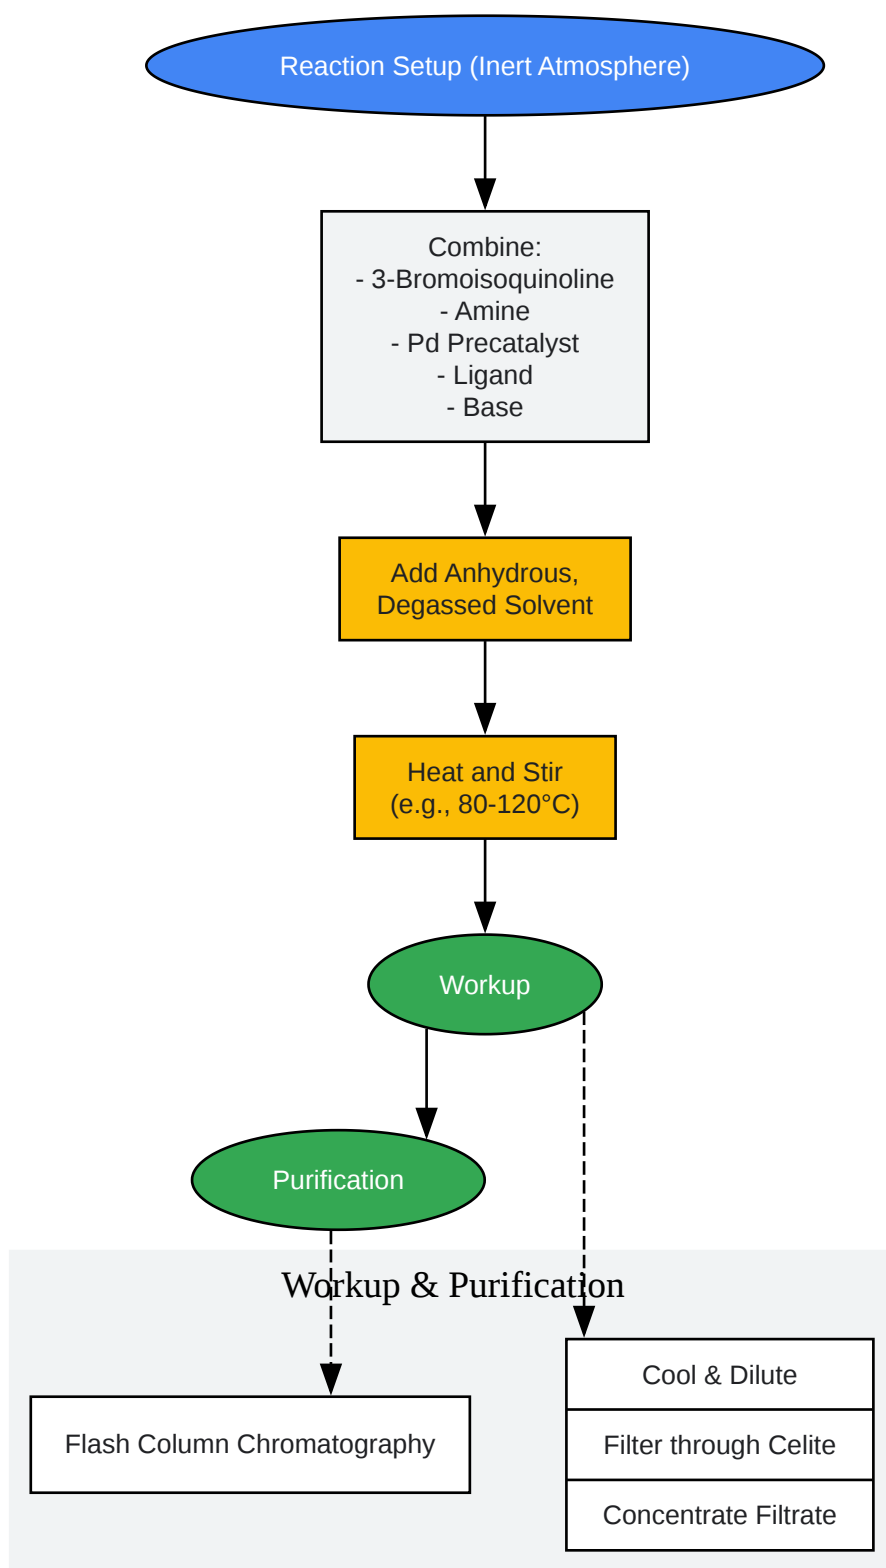 Reaction Setup (Inert Atmosphere)
Combine:
- 3-Bromoisoquinoline
- Amine
- Pd Precatalyst
- Ligand
- Base
Add Anhydrous,
Degassed Solvent
Heat and Stir
(e.g., 80-120°C)
Workup
Purification
Workup & Purification
Flash Column Chromatography
Cool & Dilute
Filter through Celite
Concentrate Filtrate